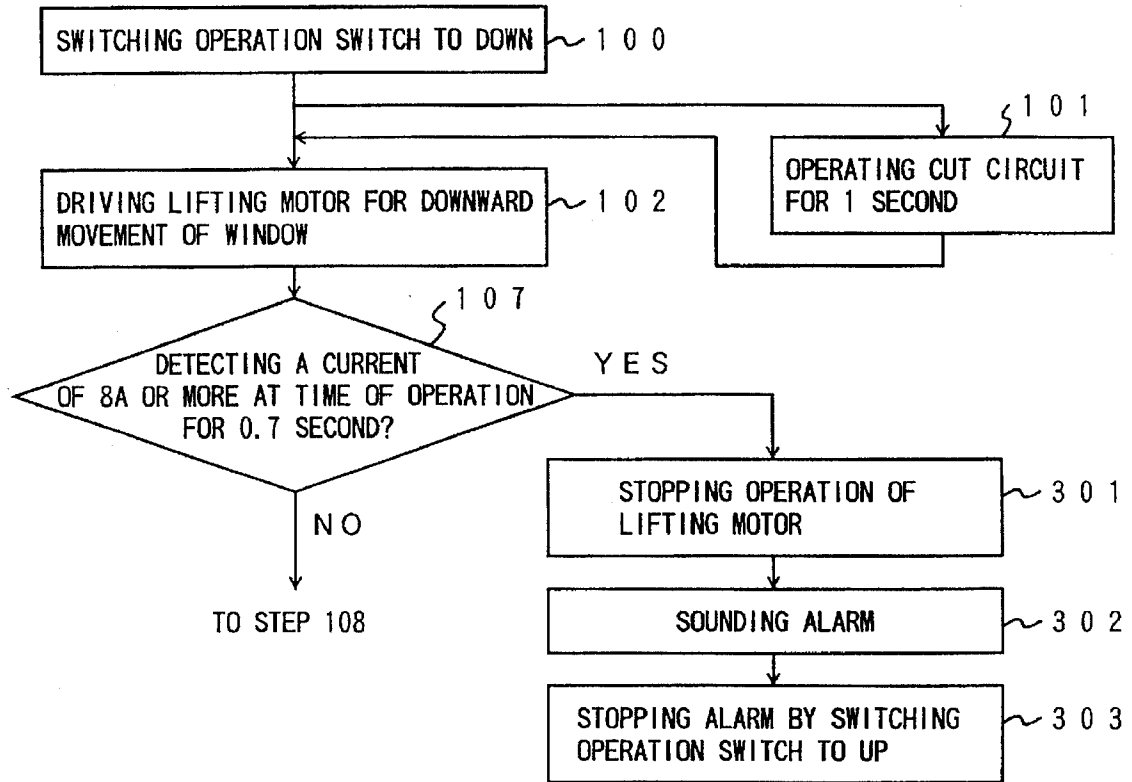 SWITCHING OPERATION SWITCH TO DOWN
100
101
OPERATING CUT CIRCUIT
FOR 1 SECOND
DRIVING LIFTING MOTOR FOR DOWNWARD
MOVEMENT OF WINDOW
102
107
DETECTING A CURRENT
OF 8A OR MORE AT TIME OF OPERATION
FOR 0.7 SECOND?
YES
NO
TO STEP 108
STOPPING OPERATION OF
LIFTING MOTOR
301
SOUNDING ALARM
302
STOPPING ALARM BY SWITCHING
OPERATION SWITCH TO UP
303